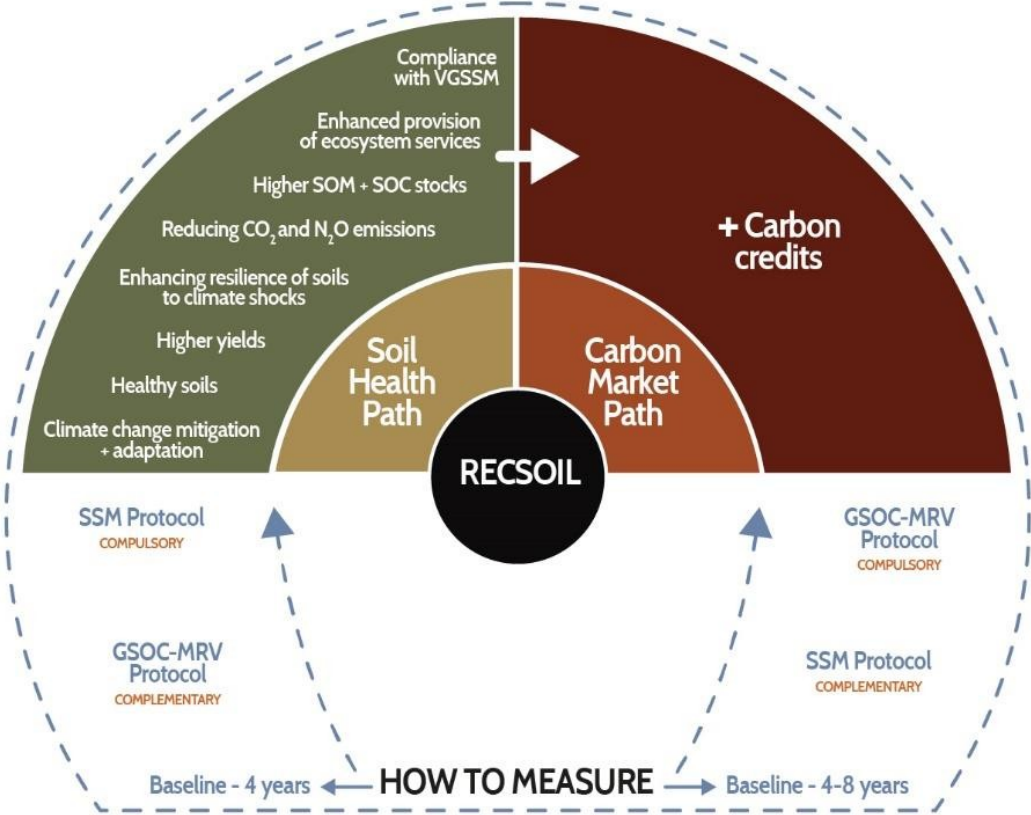 Compliance
with VGSSM
Enhanced provision
of ecosystem services
Higher SOM + SOC stocks
Reducing CO₂ and N₂O emissions
Enhancing resilience of soils
to climate shocks
Higher yields
Healthy soils
Climate change mitigation
+ adaptation
+ Carbon
credits
Soil
Health
Path
Carbon
Market
Path
RECSOIL
SSM Protocol
COMPULSORY
GSOC-MRV
Protocol
COMPLEMENTARY
GSOC-MRV
Protocol
COMPULSORY
SSM Protocol
COMPLEMENTARY
Baseline - 4 years
HOW TO MEASURE
Baseline - 4-8 years